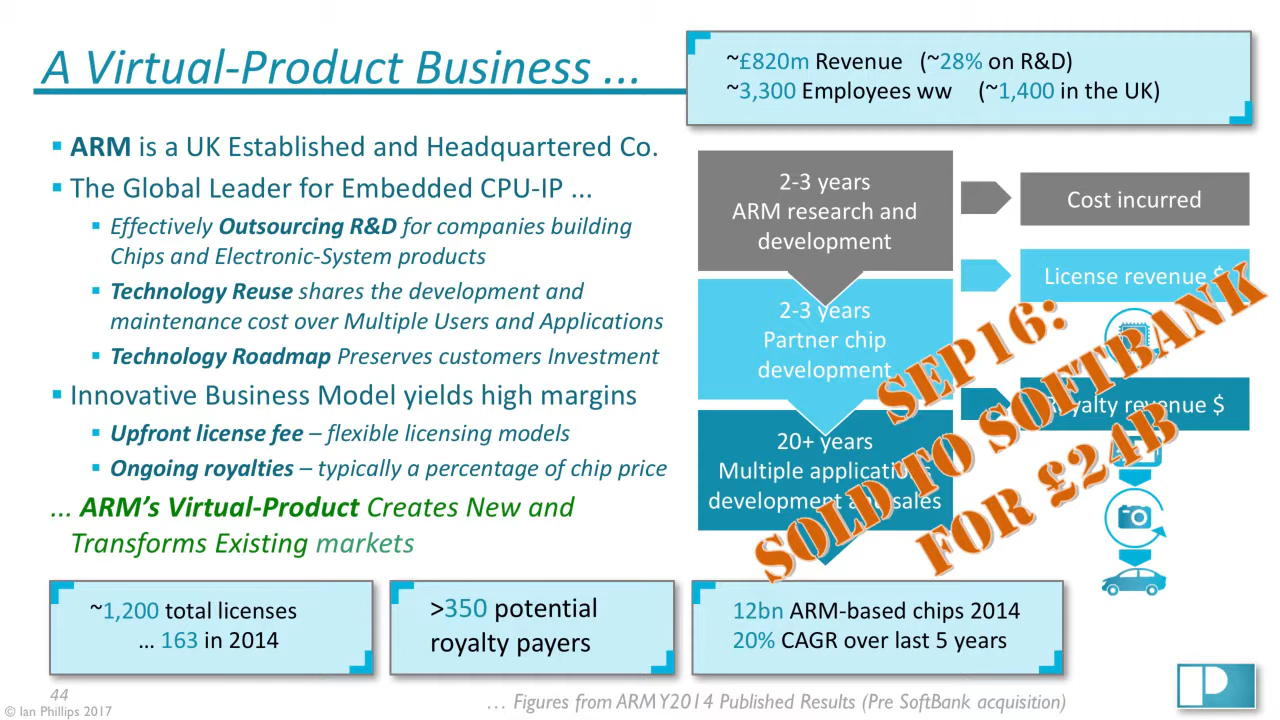 A Virtual-Product Business ...
~£820m Revenue (~28% on R&D)
~3,300 Employees ww (~1,400 in the UK)
▪ ARM is a UK Established and Headquartered Co.
▪ The Global Leader for Embedded CPU-IP ...
▪ Effectively Outsourcing R&D for companies building
Chips and Electronic-System products
▪ Technology Reuse shares the development and
maintenance cost over Multiple Users and Applications
▪ Technology Roadmap Preserves customers Investment
▪ Innovative Business Model yields high margins
▪ Upfront license fee – flexible licensing models
▪ Ongoing royalties – typically a percentage of chip price
... ARM's Virtual-Product Creates New and
Transforms Existing markets
2-3 years
ARM research and
development
Cost incurred
2-3 years
Partner chip
development
License revenue $
20+ years
Multiple applications
development and sales
Royalty revenue $
SEP16:
SOLD TO SOFTBANK
FOR £24B
~1,200 total licenses
... 163 in 2014
>350 potential
royalty payers
12bn ARM-based chips 2014
20% CAGR over last 5 years
44
© Ian Phillips 2017
... Figures from ARM Y2014 Published Results (Pre SoftBank acquisition)
P